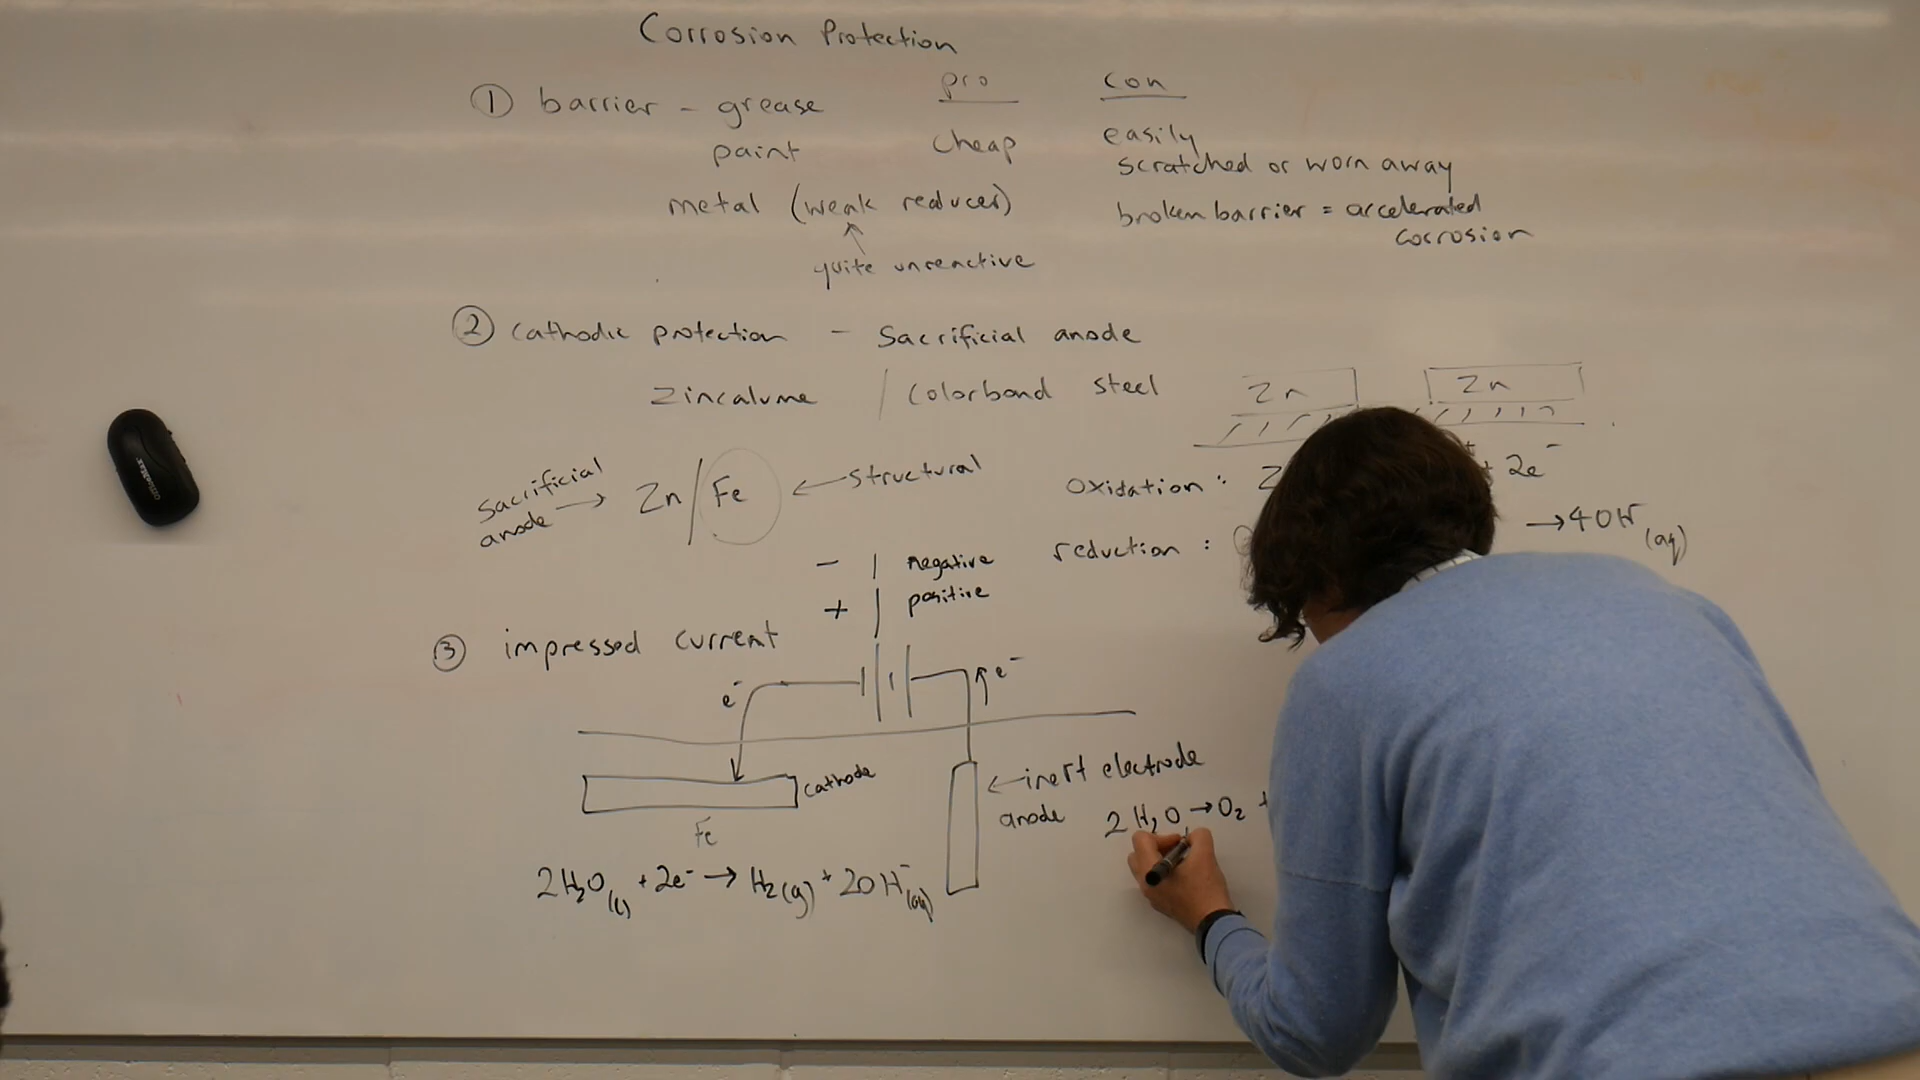 Corrosion Protection
pro con
① barrier - grease
paint cheap easily
scratched or worn away
metal (weak reducer) broken barrier = accelerated
corrosion
quite unreactive
② cathodic protection - Sacrificial anode
Zincalume / Colorbond steel
Zn Zn
Sacrificial
anode → Zn / Fe ← structural
oxidation : Z + 2e⁻
reduction : → 4OH⁻ (aq)
- | negative
+ | positive
③ impressed current
e⁻ e⁻
cathode
Fe
← inert electrode
anode 2H₂O → O₂ +
2H₂O(l) + 2e⁻ → H₂(g) + 2OH⁻(aq)
OfficeMax